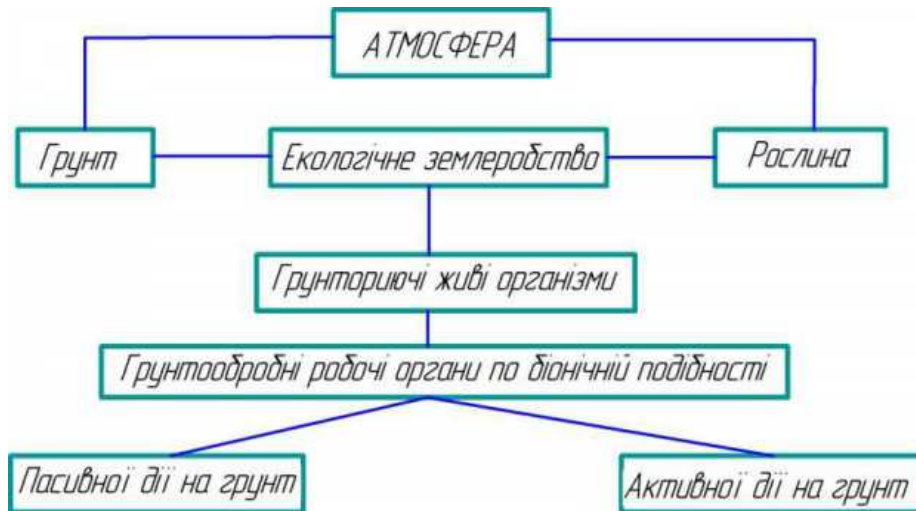 АТМОСФЕРА
Грунт
Екологічне землеробство
Рослина
Грунториючі живі організми
Грунтообробні робочі органи по біонічній подібності
Пасивної дії на грунт
Активної дії на грунт